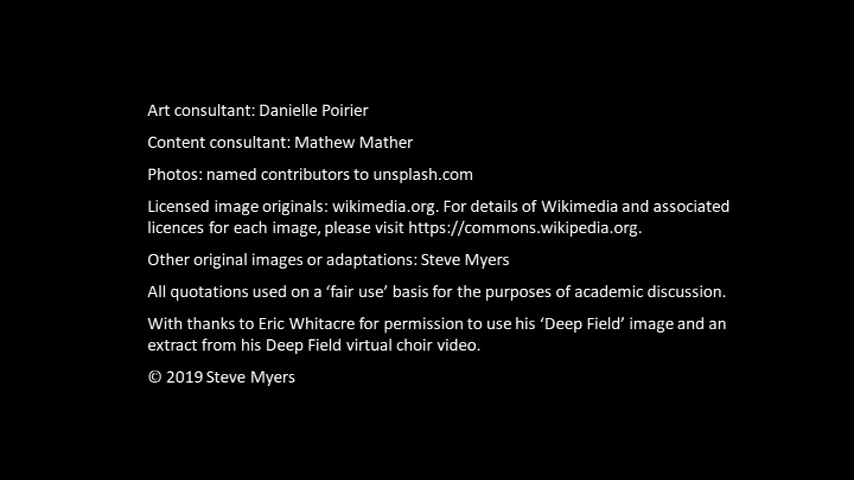 Art consultant: Danielle Poirier
Content consultant: Mathew Mather
Photos: named contributors to unsplash.com
Licensed image originals: wikimedia.org. For details of Wikimedia and associated
licences for each image, please visit https://commons.wikipedia.org.
Other original images or adaptations: Steve Myers
All quotations used on a ‘fair use’ basis for the purposes of academic discussion.
With thanks to Eric Whitacre for permission to use his ‘Deep Field’ image and an
extract from his Deep Field virtual choir video.
© 2019 Steve Myers